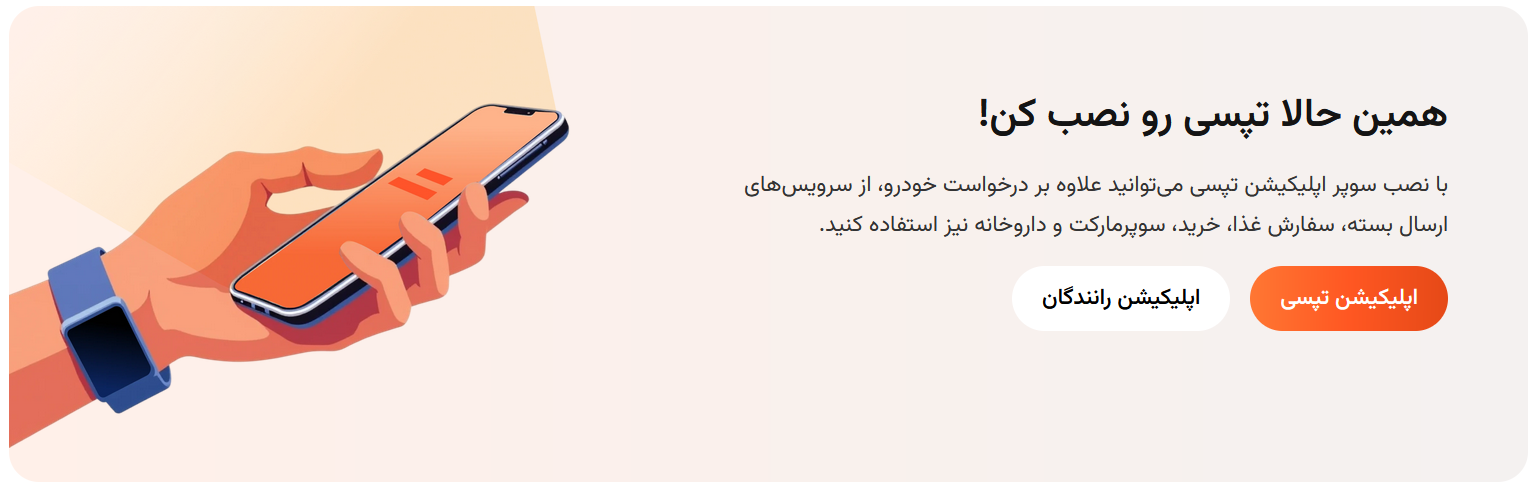 همین حالا تپسی رو نصب کن!
با نصب سوپر اپلیکیشن تپسی می‌توانید علاوه بر درخواست خودرو، از سرویس‌های
ارسال بسته، سفارش غذا، خرید، سوپرمارکت و داروخانه نیز استفاده کنید.
اپلیکیشن تپسی
اپلیکیشن رانندگان